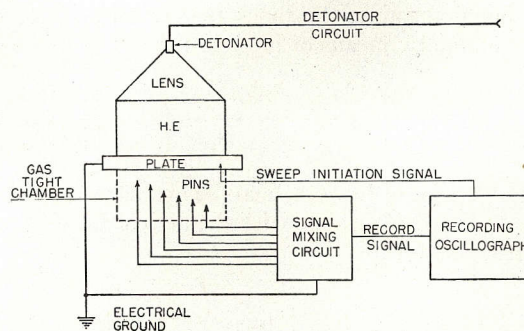 DETONATOR
CIRCUIT
DETONATOR
LENS
H.E
PLATE
GAS
TIGHT
CHAMBER
PINS
SWEEP INITIATION SIGNAL
SIGNAL
MIXING
CIRCUIT
RECORD
SIGNAL
RECORDING
OSCILLOGRAPH
ELECTRICAL
GROUND